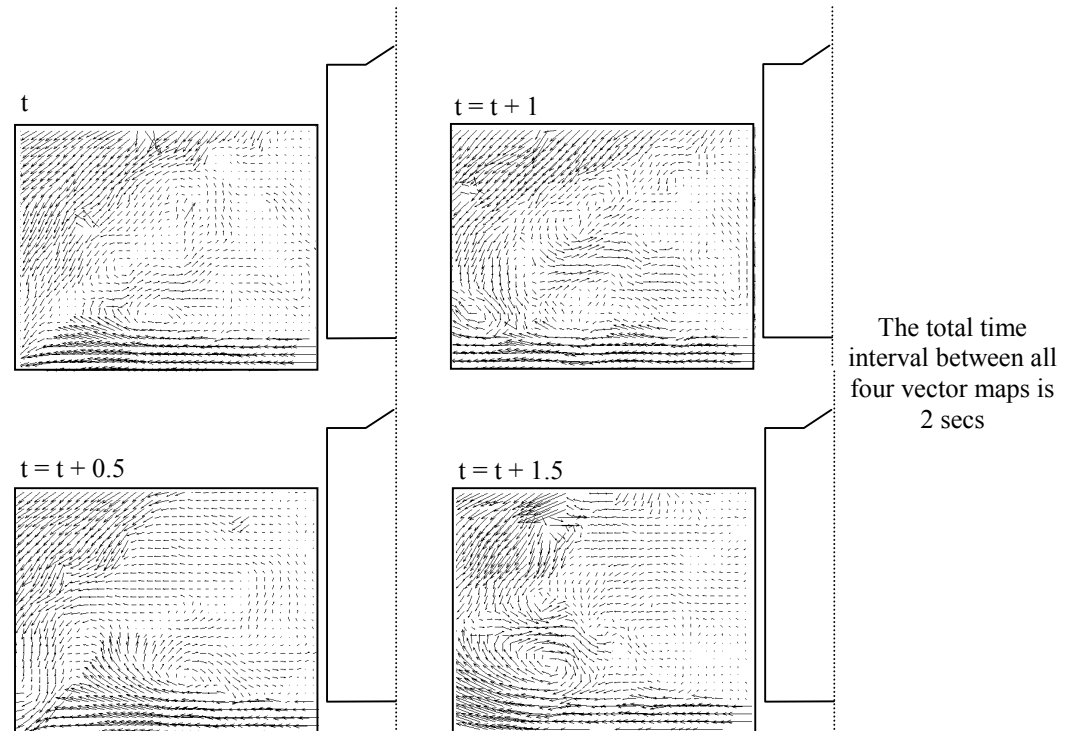 t
t = t + 1
The total time
interval between all
four vector maps is
2 secs
t = t + 0.5
t = t + 1.5